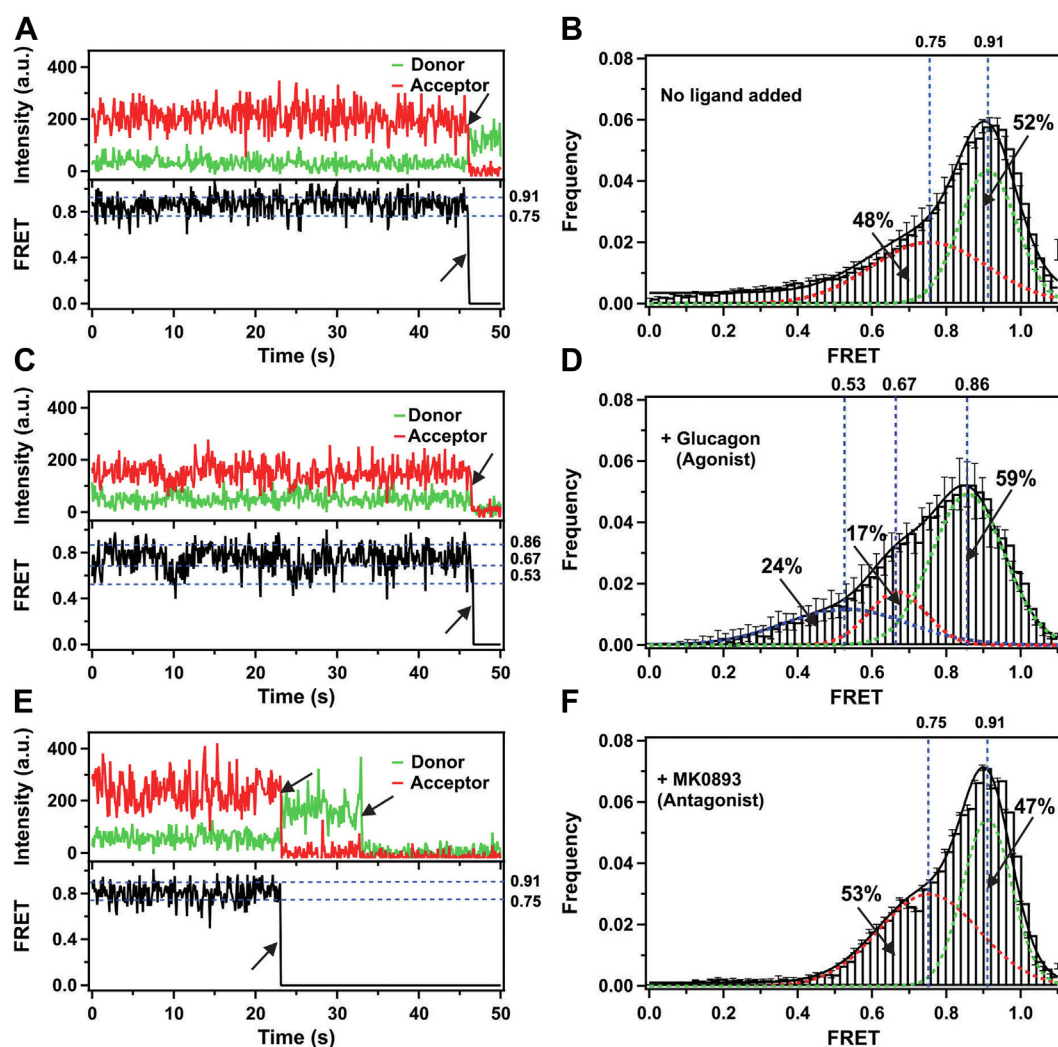 A
400
200
0
Intensity (a.u.)
Donor
Acceptor
0.8
0.4
0.0
FRET
0.91
0.75
0 10 20 30 40 50
Time (s)
B
0.75 0.91
0.08
0.06
0.04
0.02
0.00
Frequency
No ligand added
52%
48%
0.0 0.2 0.4 0.6 0.8 1.0
FRET
C
400
200
0
Intensity (a.u.)
Donor
Acceptor
0.8
0.4
0.0
FRET
0.86
0.67
0.53
0 10 20 30 40 50
Time (s)
D
0.53 0.67 0.86
0.08
0.06
0.04
0.02
0.00
Frequency
+ Glucagon
(Agonist)
59%
17%
24%
0.0 0.2 0.4 0.6 0.8 1.0
FRET
E
400
200
0
Intensity (a.u.)
Donor
Acceptor
0.8
0.4
0.0
FRET
0.91
0.75
0 10 20 30 40 50
Time (s)
F
0.75 0.91
0.08
0.06
0.04
0.02
0.00
Frequency
+ MK0893
(Antagonist)
47%
53%
0.0 0.2 0.4 0.6 0.8 1.0
FRET